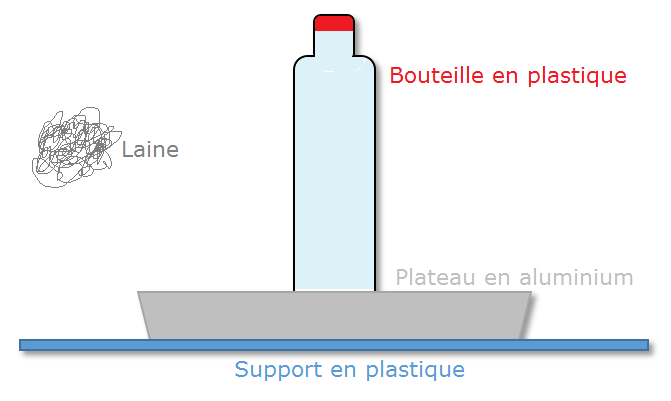 Bouteille en plastique
Laine
Plateau en aluminium
Support en plastique